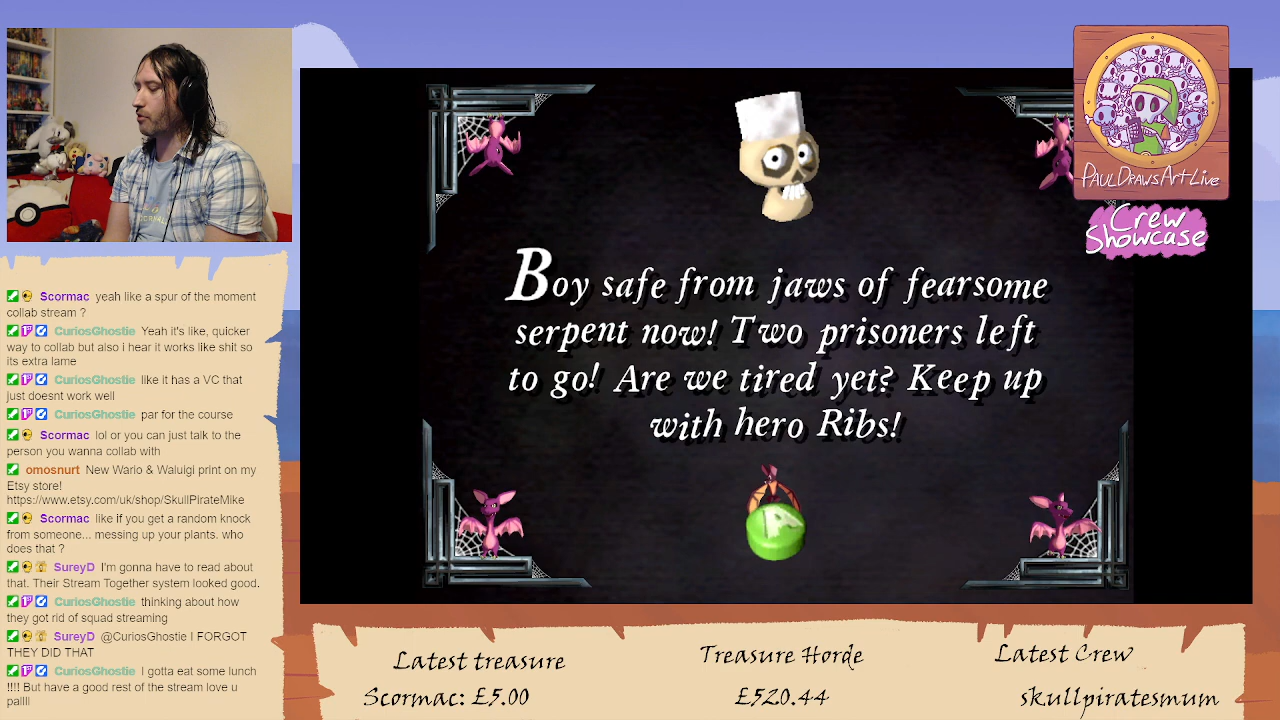 PAULDRAWSARTLIVE
Crew
Showcase
Boy safe from jaws of fearsome
serpent now! Two prisoners left
to go! Are we tired yet? Keep up
with hero Ribs!
A
Scormac yeah like a spur of the moment
collab stream ?
CuriosGhostie Yeah it's like, quicker
way to collab but also i hear it works like shit so
its extra lame
CuriosGhostie like it has a VC that
just doesnt work well
CuriosGhostie par for the course
Scormac lol or you can just talk to the
person you wanna collab with
omosnurt New Wario & Waluigi print on my
Etsy store!
https://www.etsy.com/uk/shop/SkullPirateMike
Scormac like if you get a random knock
from someone... messing up your plants. who
does that ?
SureyD I'm gonna have to read about
that. Their Stream Together system looked good.
CuriosGhostie thinking about how
they got rid of squad streaming
SureyD @CuriosGhostie I FORGOT
THEY DID THAT
CuriosGhostie I gotta eat some lunch
!!!! But have a good rest of the stream love u
pallll
Latest treasure
Scormac: £5.00
Treasure Horde
£520.44
Latest Crew
skullpiratesmum